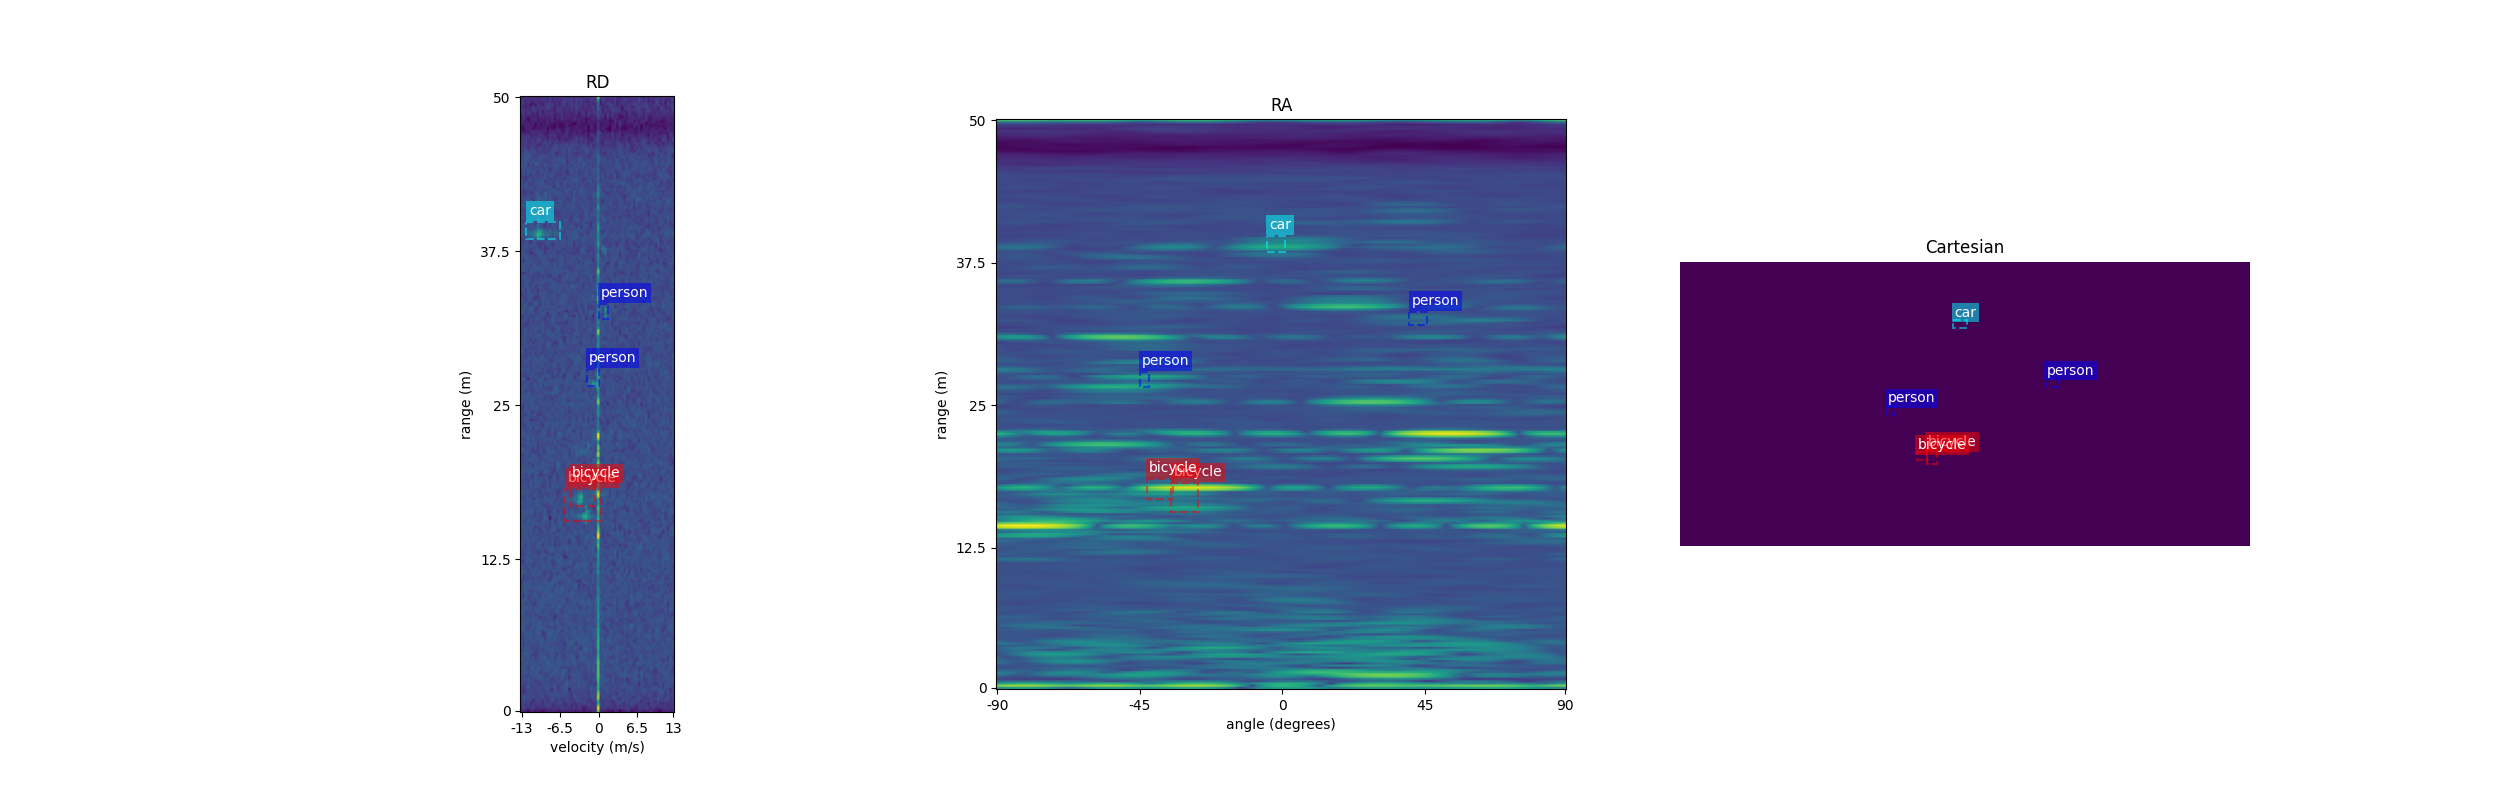 RD
50
37.5
25
12.5
0
range (m)
-13 -6.5 0 6.5 13
velocity (m/s)
car
person
person
bicycle
bicycle
RA
50
37.5
25
12.5
0
range (m)
-90 -45 0 45 90
angle (degrees)
car
person
person
bicycle
bicycle
Cartesian
car
person
person
bicycle
bicycle